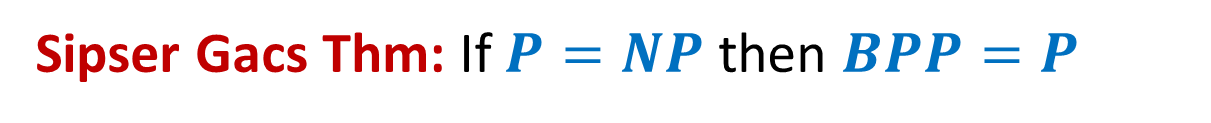 Sipser Gacs Thm: If P = NP then BPP = P